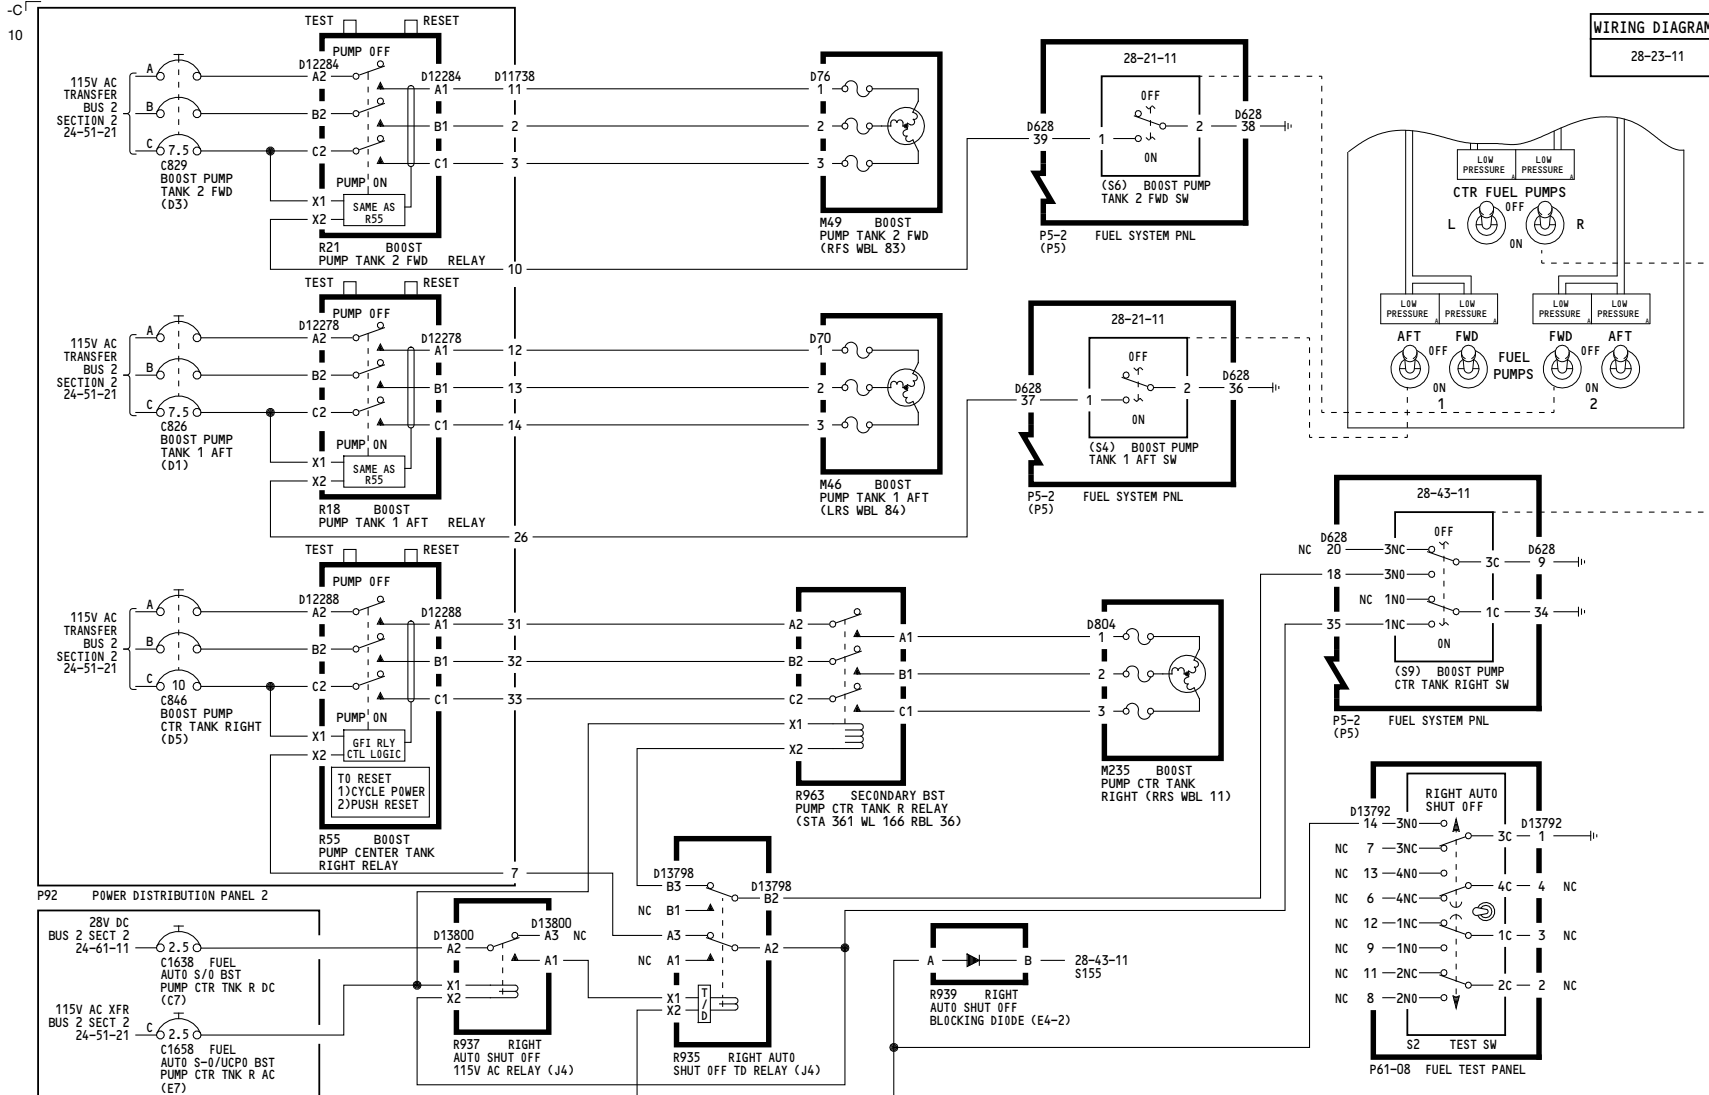 -C
10
TEST RESET
WIRING DIAGRAM
28-23-11
PUMP OFF
115V AC
TRANSFER
BUS 2
SECTION 2
24-51-21
A
B
C 7.5
C829
BOOST PUMP
TANK 2 FWD
(D3)
D12284
A2
B2
C2
PUMP ON
X1
X2
SAME AS
R55
D12284
A1
B1
C1
R21 BOOST
PUMP TANK 2 FWD RELAY
D11738
11
2
3
10
D76
1
2
3
M49 BOOST
PUMP TANK 2 FWD
(RFS WBL 83)
28-21-11
D628
39
1
OFF
ON
2
D628
38
(S6) BOOST PUMP
TANK 2 FWD SW
P5-2
(P5)
FUEL SYSTEM PNL
LOW
PRESSURE A
LOW
PRESSURE A
CTR FUEL PUMPS
L OFF R
ON
LOW
PRESSURE A
LOW
PRESSURE A
LOW
PRESSURE A
LOW
PRESSURE A
AFT OFF FWD
FUEL
PUMPS
FWD OFF AFT
ON
1
ON
2
TEST RESET
PUMP OFF
115V AC
TRANSFER
BUS 2
SECTION 2
24-51-21
A
B
C 7.5
C826
BOOST PUMP
TANK 1 AFT
(D1)
D12278
A2
B2
C2
PUMP ON
X1
X2
SAME AS
R55
D12278
A1
B1
C1
R18 BOOST
PUMP TANK 1 AFT RELAY
12
13
14
26
D70
1
2
3
M46 BOOST
PUMP TANK 1 AFT
(LRS WBL 84)
28-21-11
D628
37
1
OFF
ON
2
D628
36
(S4) BOOST PUMP
TANK 1 AFT SW
P5-2
(P5)
FUEL SYSTEM PNL
TEST RESET
PUMP OFF
115V AC
TRANSFER
BUS 2
SECTION 2
24-51-21
A
B
C 10
C846
BOOST PUMP
CTR TANK RIGHT
(D5)
D12288
A2
B2
C2
PUMP ON
X1
X2
GFI RLY
CTL LOGIC
TO RESET
1)CYCLE POWER
2)PUSH RESET
D12288
A1
B1
C1
R55 BOOST
PUMP CENTER TANK
RIGHT RELAY
31
32
33
7
A2
B2
C2
X1
X2
A1
B1
C1
R963 SECONDARY BST
PUMP CTR TANK R RELAY
(STA 361 WL 166 RBL 36)
D804
1
2
3
M235 BOOST
PUMP CTR TANK
RIGHT (RRS WBL 11)
28-43-11
D628
NC 20 3NC
18 3NO
NC 1NO
35 1NC
OFF
ON
3C
D628
9
1C 34
(S9) BOOST PUMP
CTR TANK RIGHT SW
P5-2
(P5)
FUEL SYSTEM PNL
P92 POWER DISTRIBUTION PANEL 2
28V DC
BUS 2 SECT 2
24-61-11
2.5
C1638 FUEL
AUTO S/O BST
PUMP CTR TNK R DC
(C7)
115V AC XFR
BUS 2 SECT 2
24-51-21
C 2.5
C1658 FUEL
AUTO S-O/UCPO BST
PUMP CTR TNK R AC
(E7)
D13800
A2
X1
X2
D13800
A3 NC
A1
R937 RIGHT
AUTO SHUT OFF
115V AC RELAY (J4)
D13798
B3
NC B1
A3
NC A1
X1
X2
T/D
D13798
B2
A2
R935 RIGHT AUTO
SHUT OFF TD RELAY (J4)
A B
28-43-11
S155
R939 RIGHT
AUTO SHUT OFF
BLOCKING DIODE (E4-2)
RIGHT AUTO
SHUT OFF
D13792
14 3NO
NC 7 3NC
NC 13 4NO
NC 6 4NC
NC 12 1NC
NC 9 1NO
NC 11 2NC
NC 8 2NO
D13792
3C 1
4C 4 NC
1C 3 NC
2C 2 NC
S2 TEST SW
P61-08 FUEL TEST PANEL